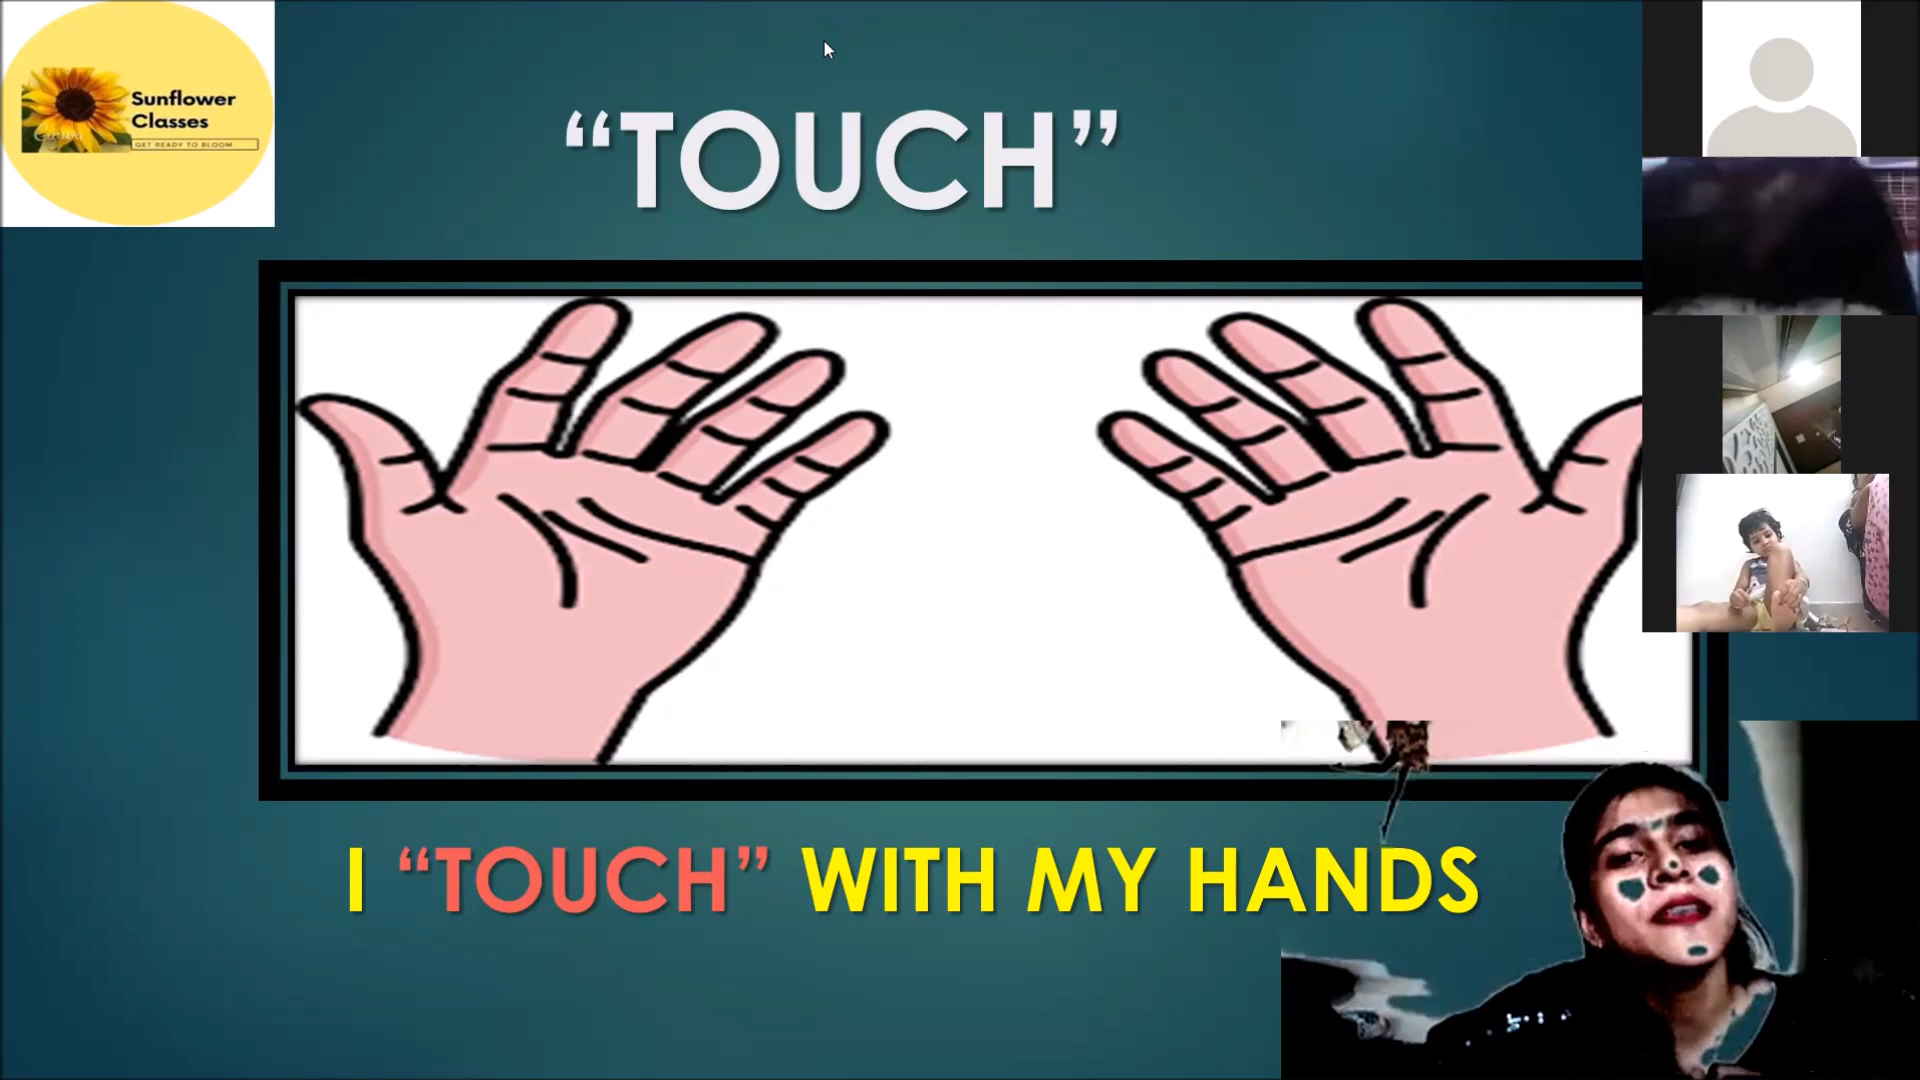 Sunflower
Classes
GET READY TO BLOOM
“TOUCH”
I “TOUCH” WITH MY HANDS